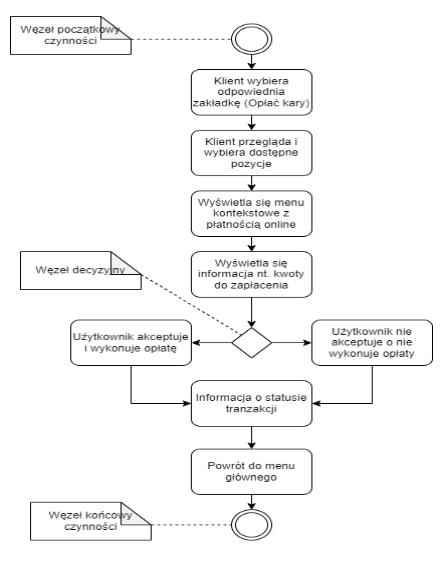 Węzeł początkowy
czynności
Klient wybiera
odpowiednia
zakładkę (Opłać kary)
Klient przegląda i
wybiera dostępne
pozycje
Wyświetla się menu
kontekstowe z
płatnością online
Wyświetla się
informacja nt. kwoty
do zapłacenia
Węzeł decyzyjny
Użytkownik akceptuje
i wykonuje opłatę
Użytkownik nie
akceptuje o nie
wykonuje opłaty
Informacja o statusie
tranzakcji
Powrót do menu
głównego
Węzeł końcowy
czynności